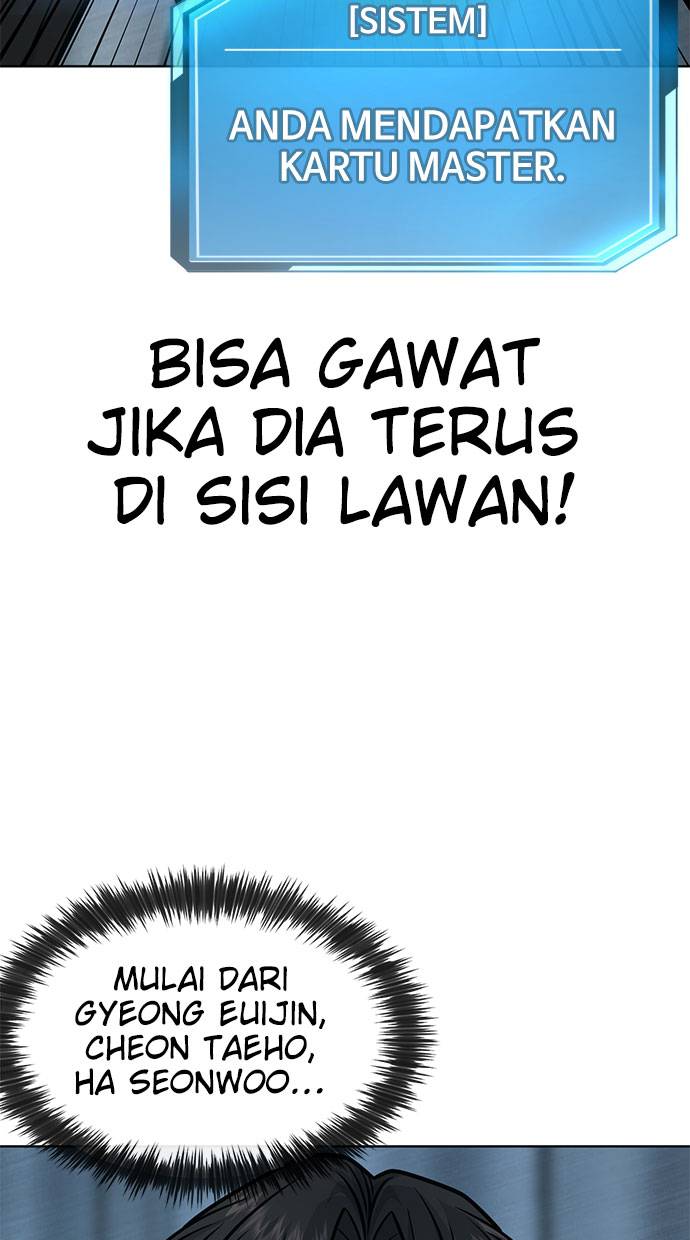 [SISTEM]
ANDA MENDAPATKAN
KARTU MASTER.
BISA GAWAT
JIKA DIA TERUS
DI SISI LAWAN!
MULAI DARI
GYEONG EUIJIN,
CHEON TAEHO,
HA SEONWOO...